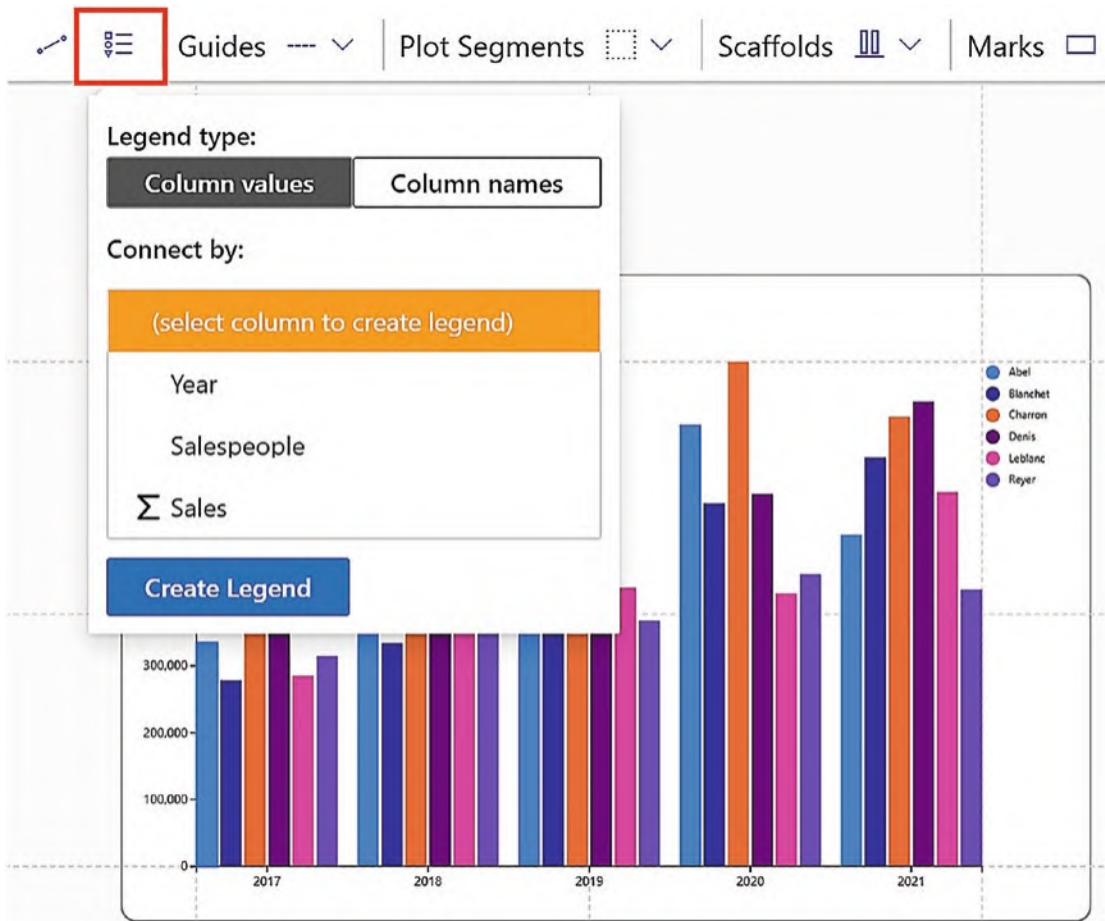 Guides Plot Segments Scaffolds Marks
Legend type:
Column values Column names
Connect by:
(select column to create legend)
Year
Salespeople
Σ Sales
Create Legend
Abel
Blanchet
Charron
Denis
Leblanc
Reyer
300,000
200,000
100,000
0
2017 2018 2019 2020 2021